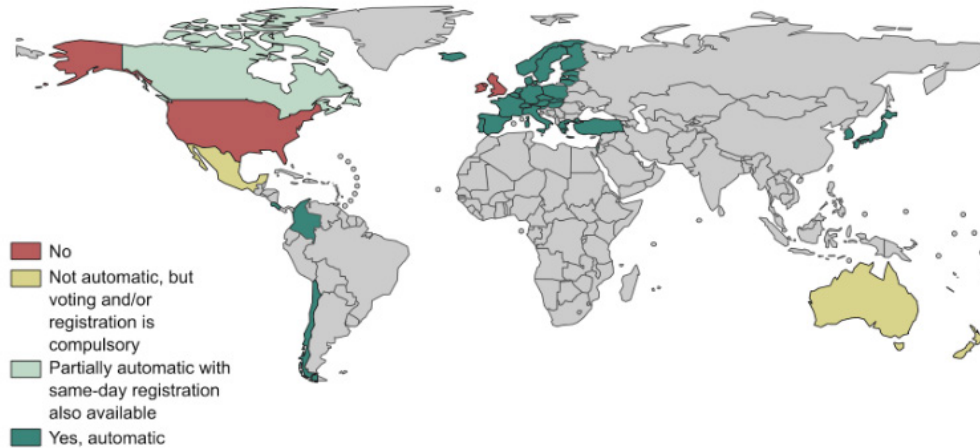 No
Not automatic, but
voting and/or
registration is
compulsory
Partially automatic with
same-day registration
also available
Yes, automatic